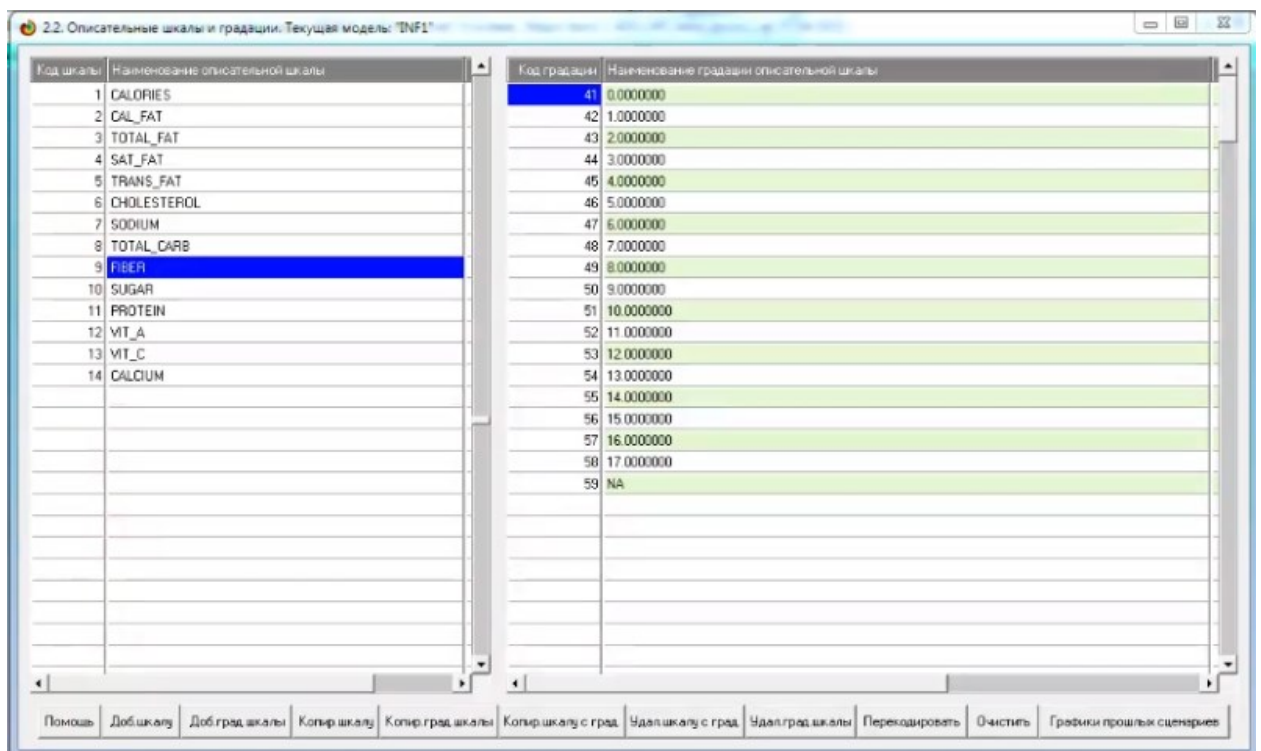 2.2. Описательные шкалы и градации. Текущая модель: "INF1"
Код шкалы Наименование описательной шкалы
1 CALORIES
2 CAL_FAT
3 TOTAL_FAT
4 SAT_FAT
5 TRANS_FAT
6 CHOLESTEROL
7 SODIUM
8 TOTAL_CARB
9 FIBER
10 SUGAR
11 PROTEIN
12 VIT_A
13 VIT_C
14 CALCIUM
Код градации Наименование градации описательной шкалы
41 0.0000000
42 1.0000000
43 2.0000000
44 3.0000000
45 4.0000000
46 5.0000000
47 6.0000000
48 7.0000000
49 8.0000000
50 9.0000000
51 10.0000000
52 11.0000000
53 12.0000000
54 13.0000000
55 14.0000000
56 15.0000000
57 16.0000000
58 17.0000000
59 NA
Помощь Доб.шкалу Доб.град.шкалы Копир.шкалу Копир.град.шкалы Копир.шкалу с град. Удал.шкалу с град. Удал.град.шкалы Перекодировать Очистить Графики прошлых сценариев